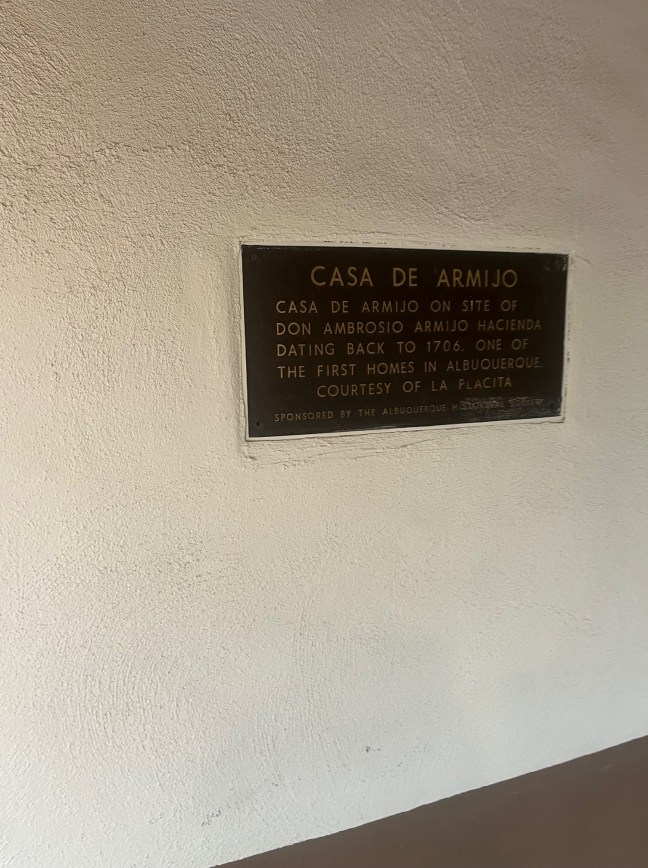 CASA DE ARMIJO
CASA DE ARMIJO ON SITE OF
DON AMBROSIO ARMIJO HACIENDA
DATING BACK TO 1706. ONE OF
THE FIRST HOMES IN ALBUQUERQUE.
COURTESY OF LA PLACITA
SPONSORED BY THE ALBUQUERQUE